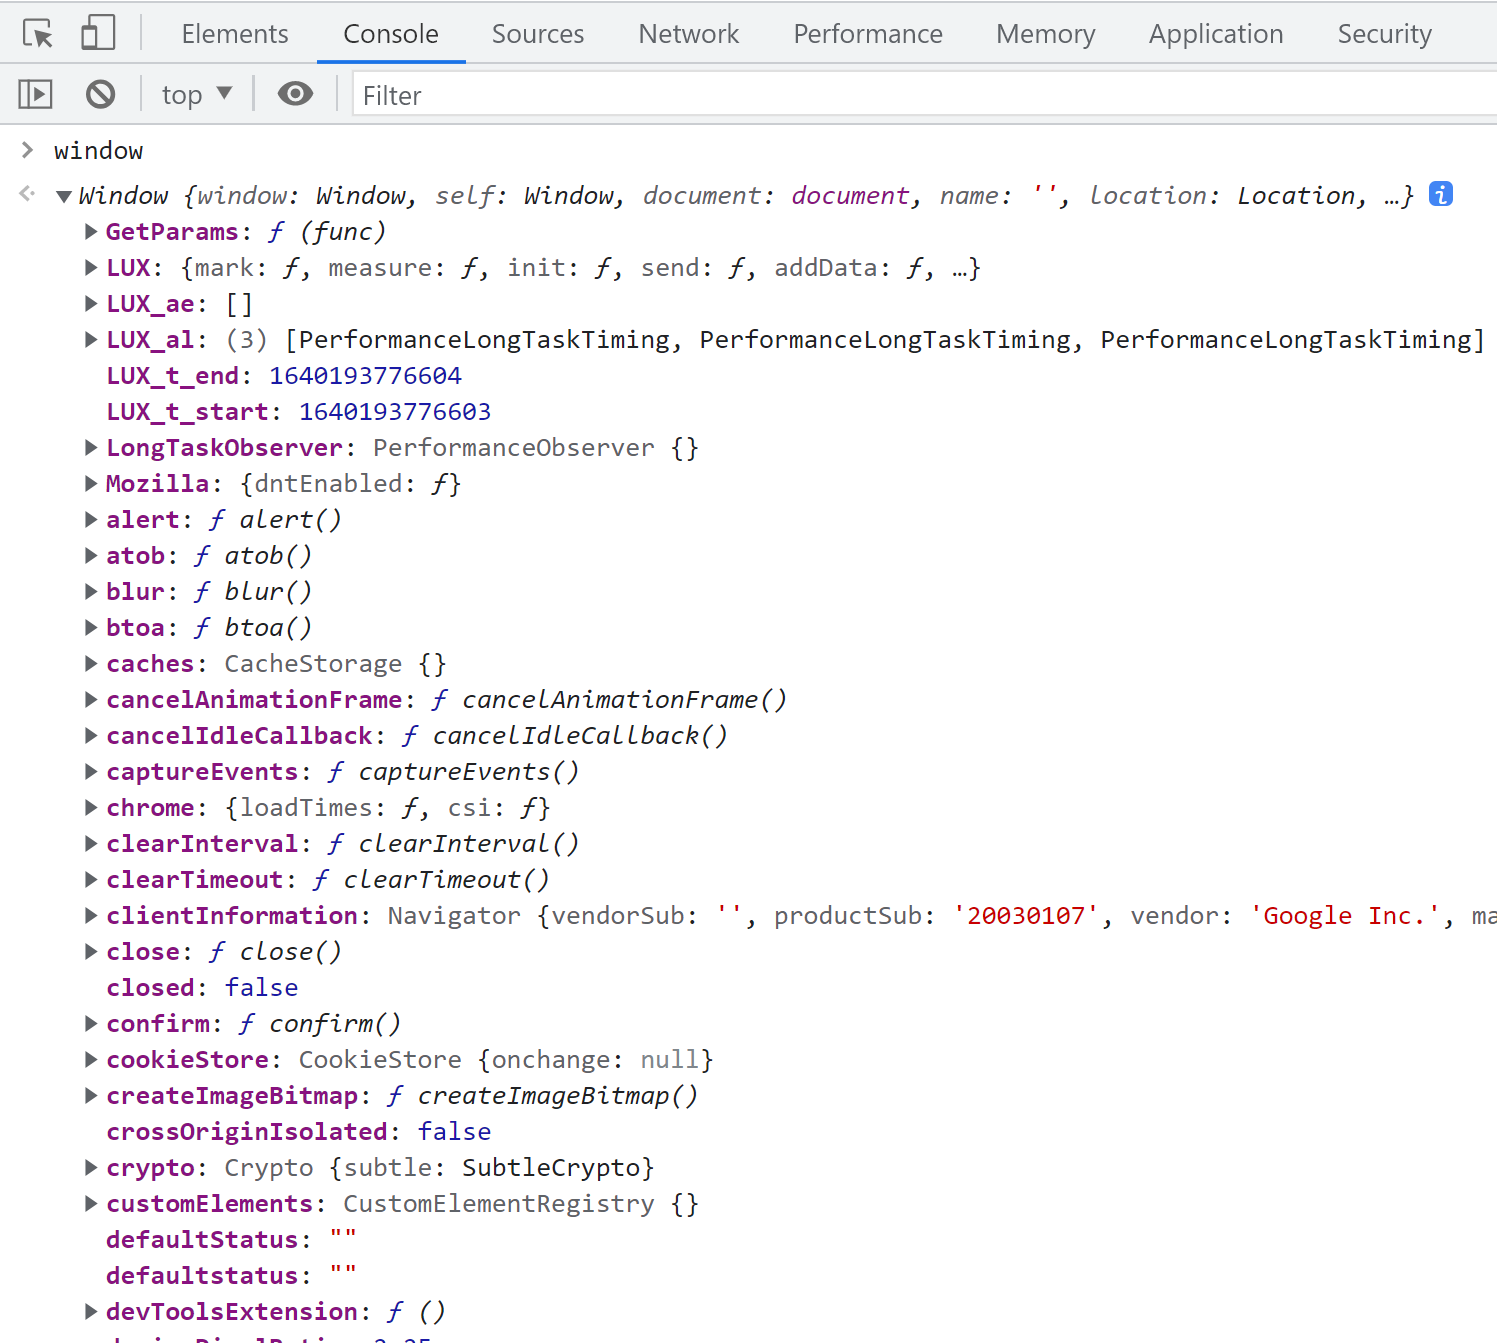 Elements Console Sources Network Performance Memory Application Security
top ▼ Filter
> window
▼Window {window: Window, self: Window, document: document, name: '', location: Location, …} i
▶GetParams: ƒ (func)
▶LUX: {mark: ƒ, measure: ƒ, init: ƒ, send: ƒ, addData: ƒ, …}
▶LUX_ae: []
▶LUX_al: (3) [PerformanceLongTaskTiming, PerformanceLongTaskTiming, PerformanceLongTaskTiming]
LUX_t_end: 1640193776604
LUX_t_start: 1640193776603
▶LongTaskObserver: PerformanceObserver {}
▶Mozilla: {dntEnabled: ƒ}
▶alert: ƒ alert()
▶atob: ƒ atob()
▶blur: ƒ blur()
▶btoa: ƒ btoa()
▶caches: CacheStorage {}
▶cancelAnimationFrame: ƒ cancelAnimationFrame()
▶cancelIdleCallback: ƒ cancelIdleCallback()
▶captureEvents: ƒ captureEvents()
▶chrome: {loadTimes: ƒ, csi: ƒ}
▶clearInterval: ƒ clearInterval()
▶clearTimeout: ƒ clearTimeout()
▶clientInformation: Navigator {vendorSub: '', productSub: '20030107', vendor: 'Google Inc.', ma
▶close: ƒ close()
closed: false
▶confirm: ƒ confirm()
▶cookieStore: CookieStore {onchange: null}
▶createImageBitmap: ƒ createImageBitmap()
crossOriginIsolated: false
▶crypto: Crypto {subtle: SubtleCrypto}
▶customElements: CustomElementRegistry {}
defaultStatus: ""
defaultstatus: ""
▶devToolsExtension: ƒ ()